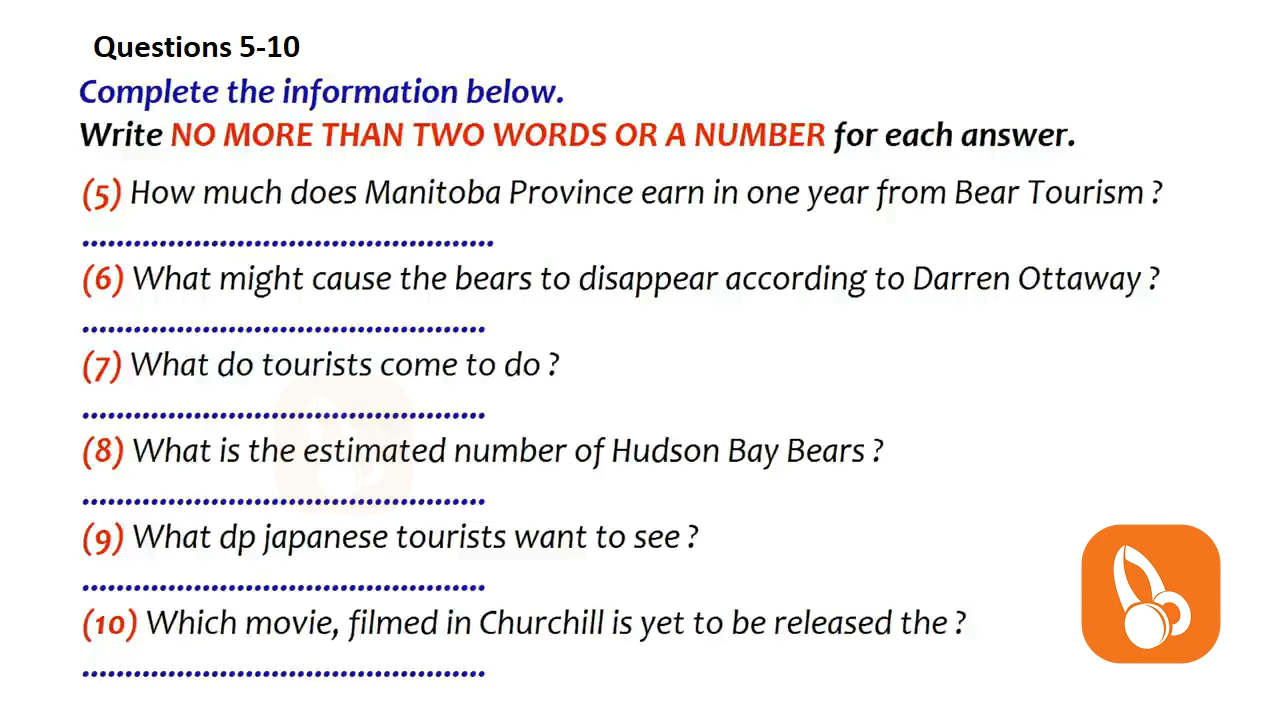 Questions 5-10
Complete the information below.
Write NO MORE THAN TWO WORDS OR A NUMBER for each answer.
(5) How much does Manitoba Province earn in one year from Bear Tourism ?
................................................
(6) What might cause the bears to disappear according to Darren Ottaway ?
...............................................
(7) What do tourists come to do ?
...............................................
(8) What is the estimated number of Hudson Bay Bears ?
...............................................
(9) What dp japanese tourists want to see ?
...............................................
(10) Which movie, filmed in Churchill is yet to be released the ?
...............................................